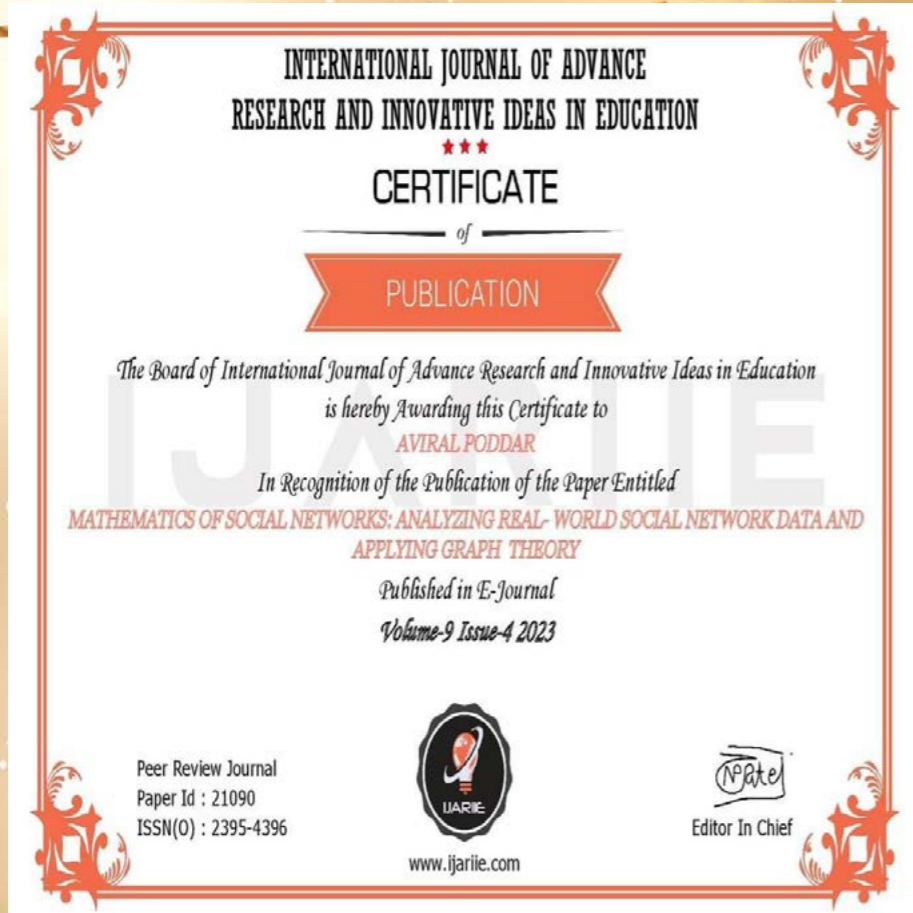 INTERNATIONAL JOURNAL OF ADVANCE
RESEARCH AND INNOVATIVE IDEAS IN EDUCATION
CERTIFICATE
of
PUBLICATION
IJARIIE
The Board of International Journal of Advance Research and Innovative Ideas in Education
is hereby Awarding this Certificate to
AVIRAL PODDAR
In Recognition of the Publication of the Paper Entitled
MATHEMATICS OF SOCIAL NETWORKS: ANALYZING REAL- WORLD SOCIAL NETWORK DATA AND
APPLYING GRAPH THEORY
Published in E-Journal
Volume-9 Issue-4 2023
Peer Review Journal
Paper Id : 21090
ISSN(O) : 2395-4396
IJARIIE
www.ijariie.com
Editor In Chief